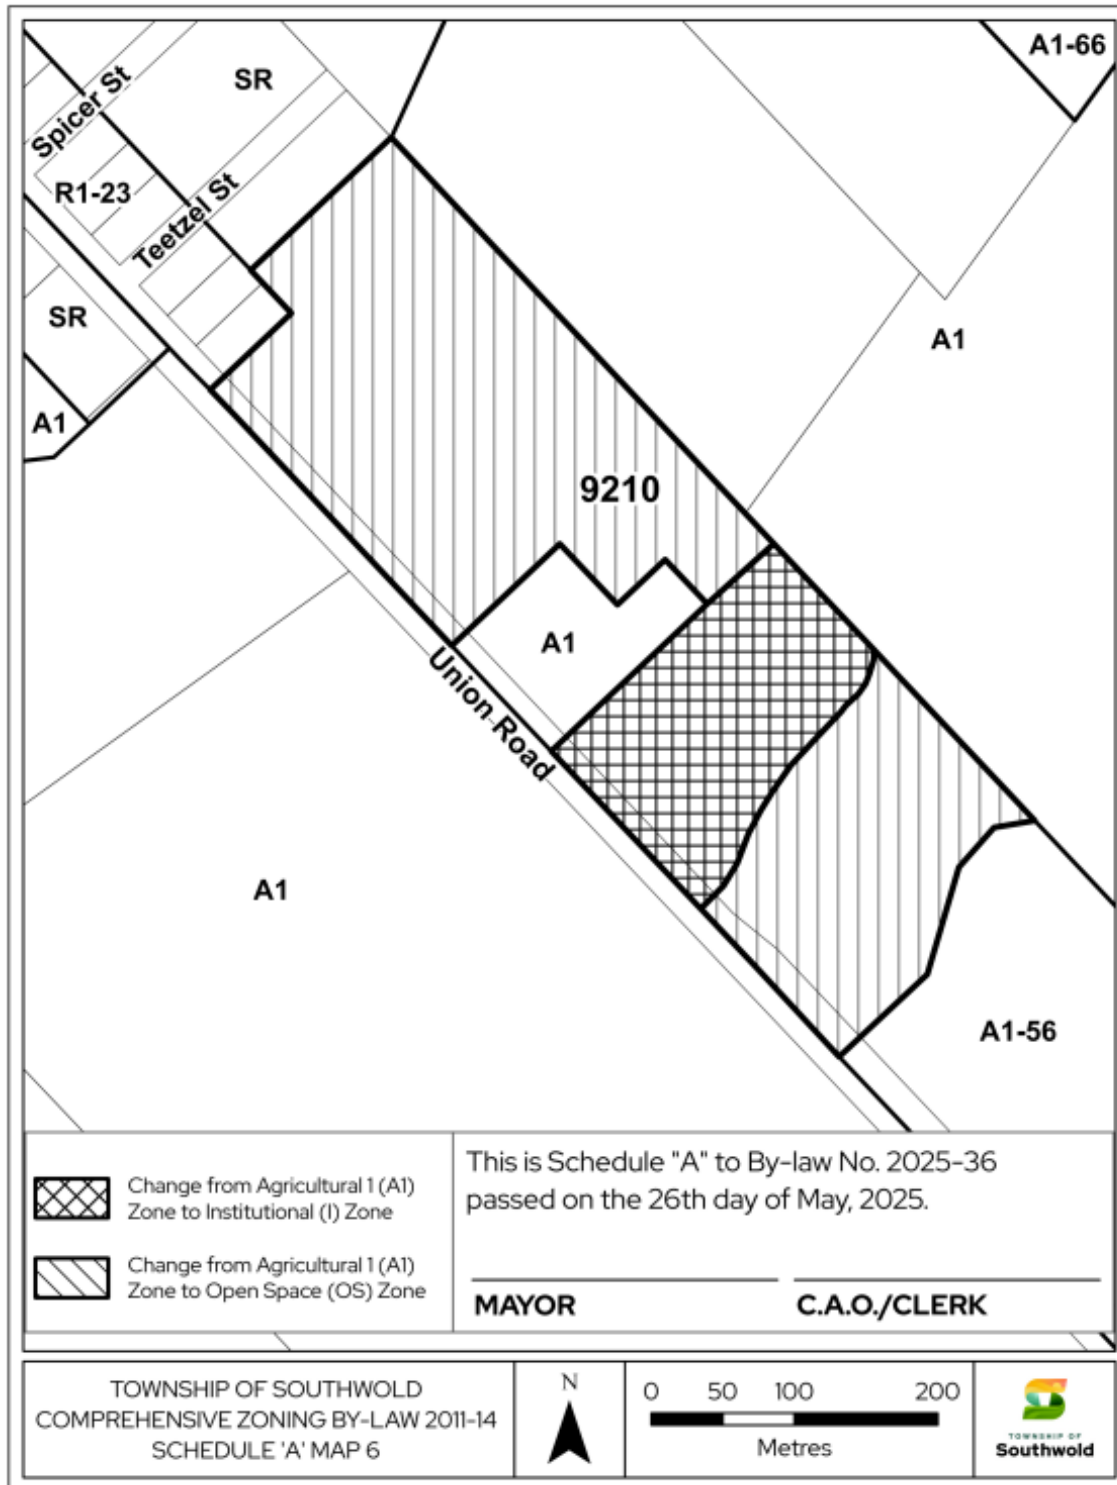 A1-66
SR
Spicer St
R1-23
Teetzel St
SR
A1
A1
9210
A1
Union Road
A1
A1-56
Change from Agricultural 1 (A1)
Zone to Institutional (I) Zone
Change from Agricultural 1 (A1)
Zone to Open Space (OS) Zone
This is Schedule "A" to By-law No. 2025-36
passed on the 26th day of May, 2025.
MAYOR
C.A.O./CLERK
TOWNSHIP OF SOUTHWOLD
COMPREHENSIVE ZONING BY-LAW 2011-14
SCHEDULE 'A' MAP 6
N
0 50 100 200
Metres
TOWNSHIP OF
Southwold